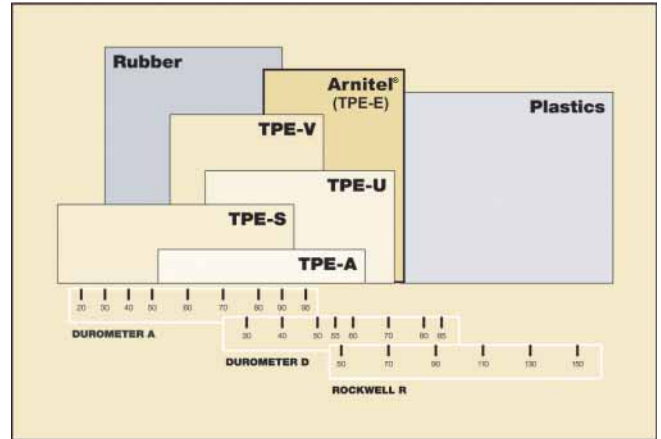 Rubber
Arnitel®
(TPE-E)
Plastics
TPE-V
TPE-U
TPE-S
TPE-A
20 30 40 50 60 70 80 90 95
DUROMETER A
30 40 50 55 60 70 80 85
DUROMETER D
50 70 90 110 130 150
ROCKWELL R